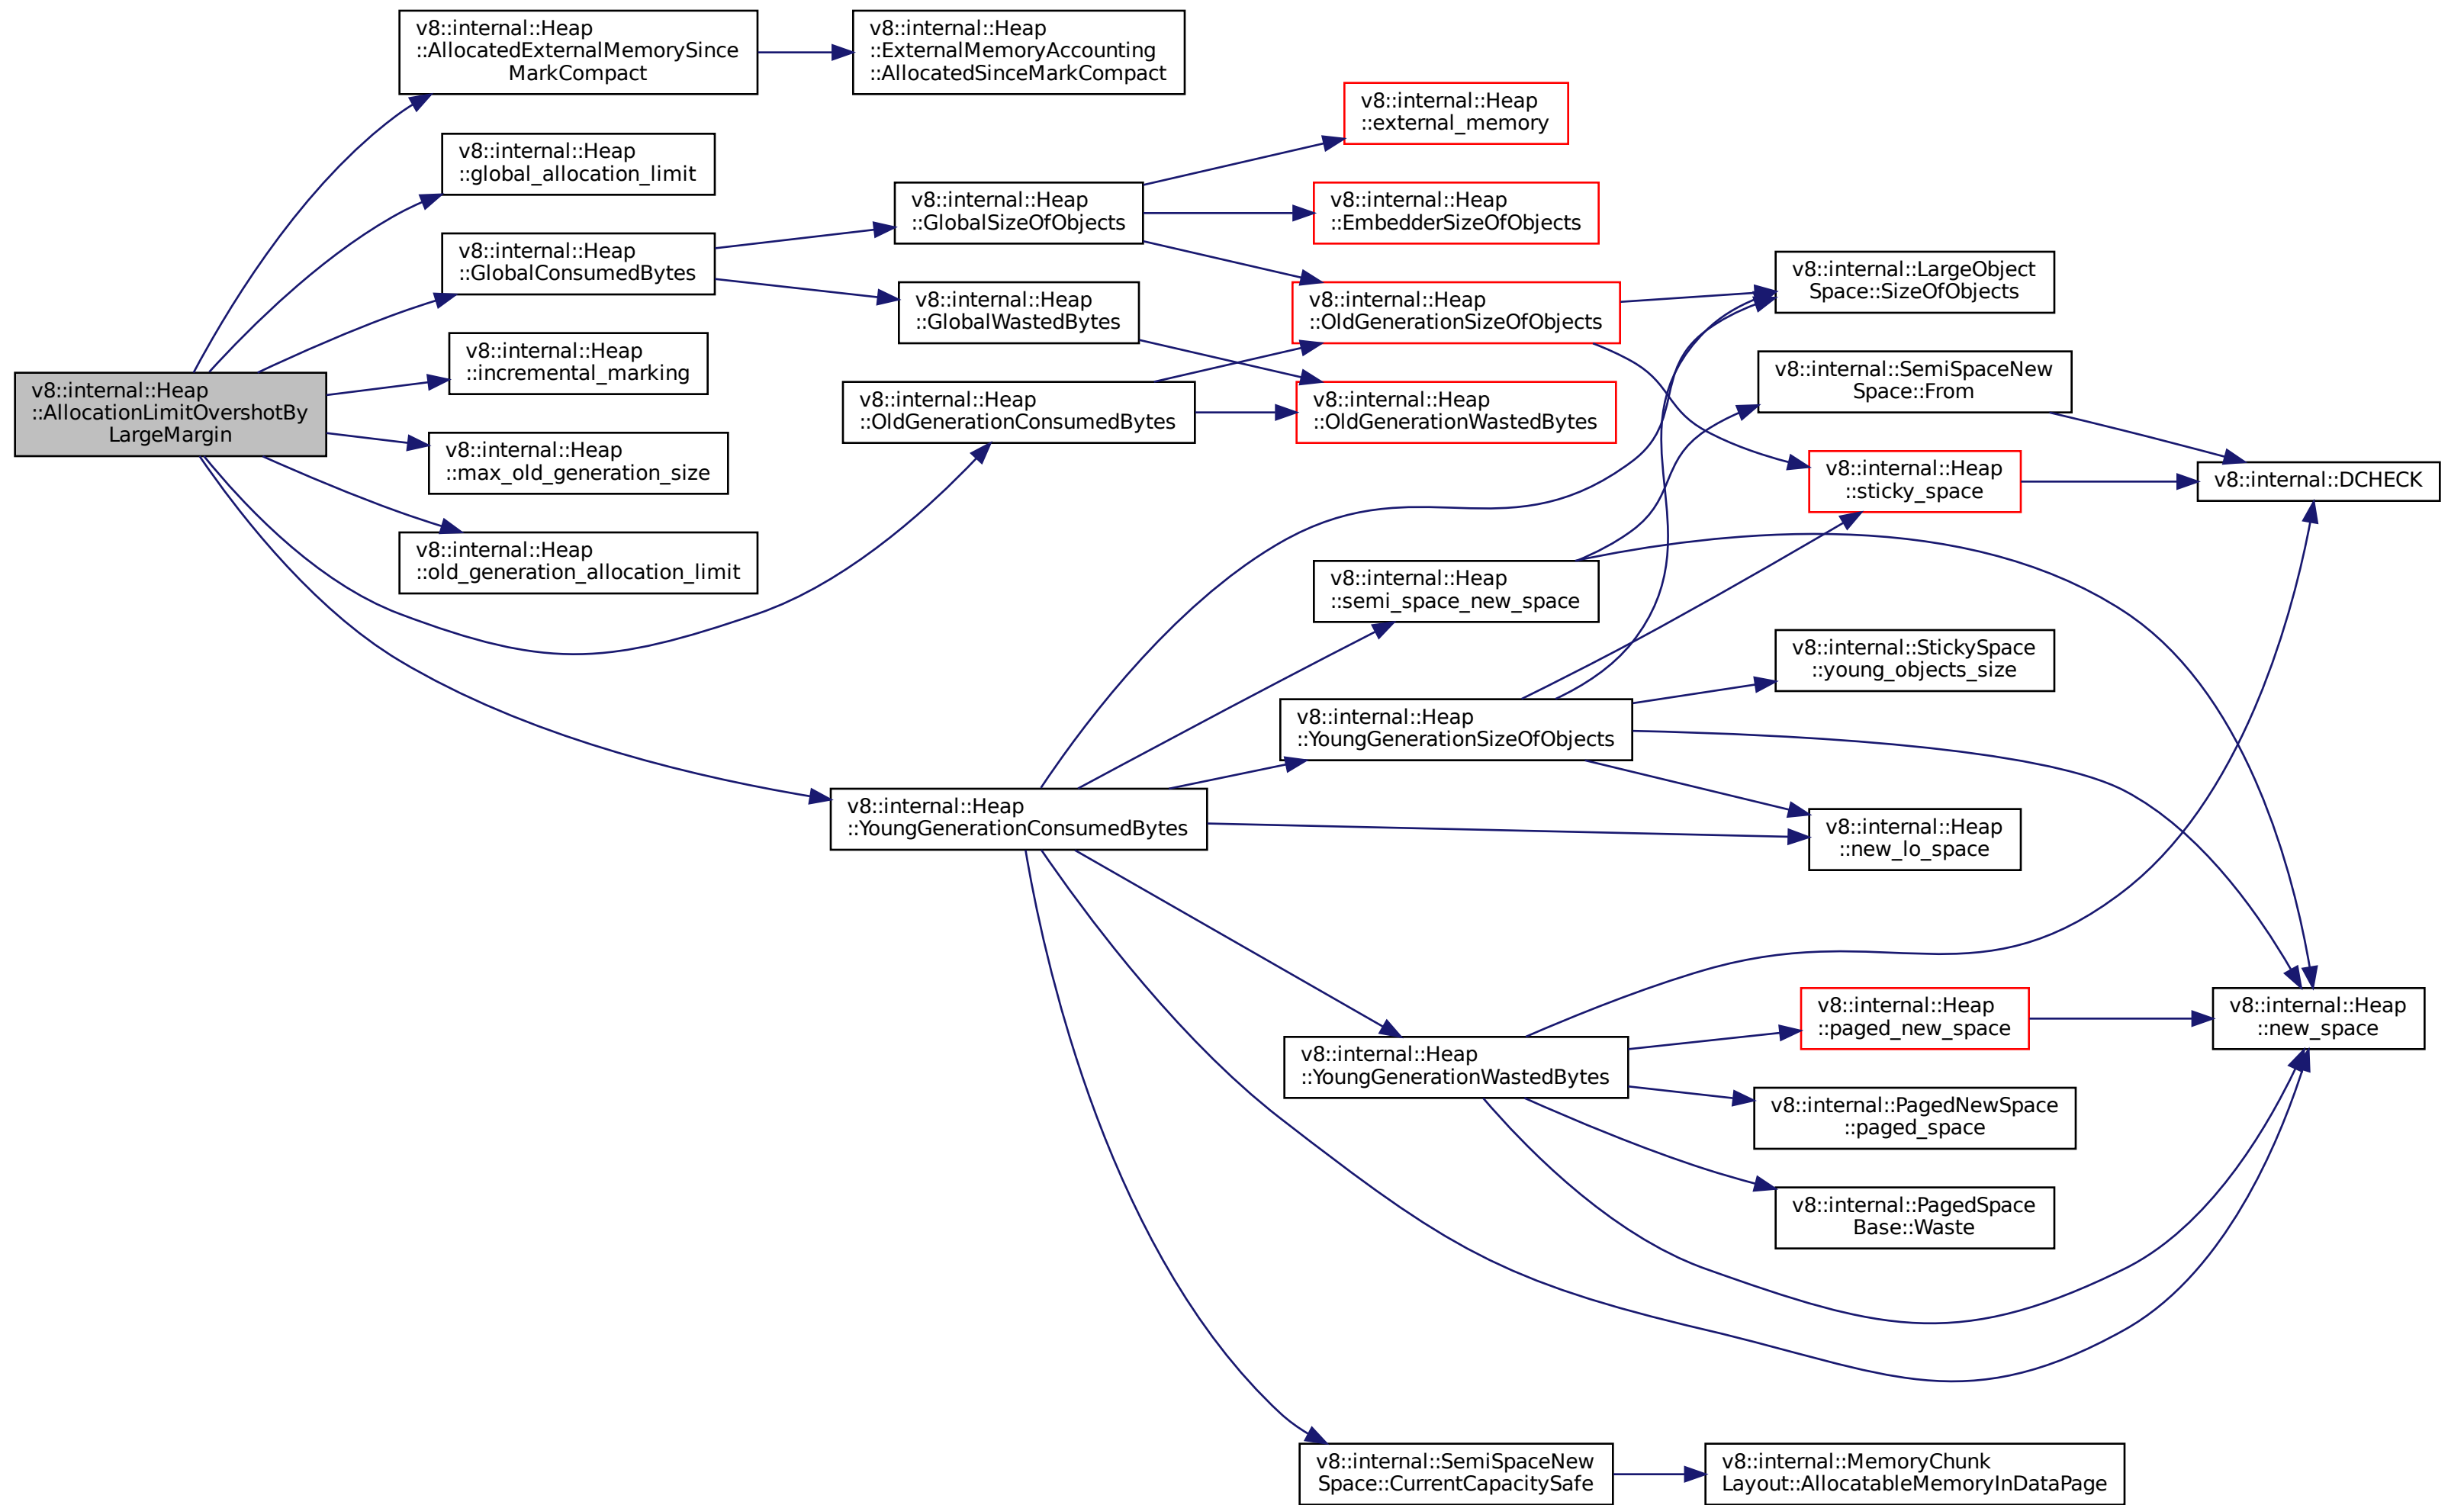 v8::internal::Heap
::AllocationLimitOvershotBy
LargeMargin
v8::internal::Heap
::AllocatedExternalMemorySince
MarkCompact
v8::internal::Heap
::ExternalMemoryAccounting
::AllocatedSinceMarkCompact
v8::internal::Heap
::global_allocation_limit
v8::internal::Heap
::GlobalConsumedBytes
v8::internal::Heap
::GlobalSizeOfObjects
v8::internal::Heap
::external_memory
v8::internal::Heap
::EmbedderSizeOfObjects
v8::internal::Heap
::OldGenerationSizeOfObjects
v8::internal::LargeObject
Space::SizeOfObjects
v8::internal::Heap
::GlobalWastedBytes
v8::internal::Heap
::incremental_marking
v8::internal::Heap
::OldGenerationConsumedBytes
v8::internal::Heap
::OldGenerationWastedBytes
v8::internal::SemiSpaceNew
Space::From
v8::internal::Heap
::max_old_generation_size
v8::internal::Heap
::sticky_space
v8::internal::DCHECK
v8::internal::Heap
::old_generation_allocation_limit
v8::internal::Heap
::semi_space_new_space
v8::internal::StickySpace
::young_objects_size
v8::internal::Heap
::YoungGenerationSizeOfObjects
v8::internal::Heap
::YoungGenerationConsumedBytes
v8::internal::Heap
::new_lo_space
v8::internal::Heap
::paged_new_space
v8::internal::Heap
::new_space
v8::internal::Heap
::YoungGenerationWastedBytes
v8::internal::PagedNewSpace
::paged_space
v8::internal::PagedSpace
Base::Waste
v8::internal::SemiSpaceNew
Space::CurrentCapacitySafe
v8::internal::MemoryChunk
Layout::AllocatableMemoryInDataPage